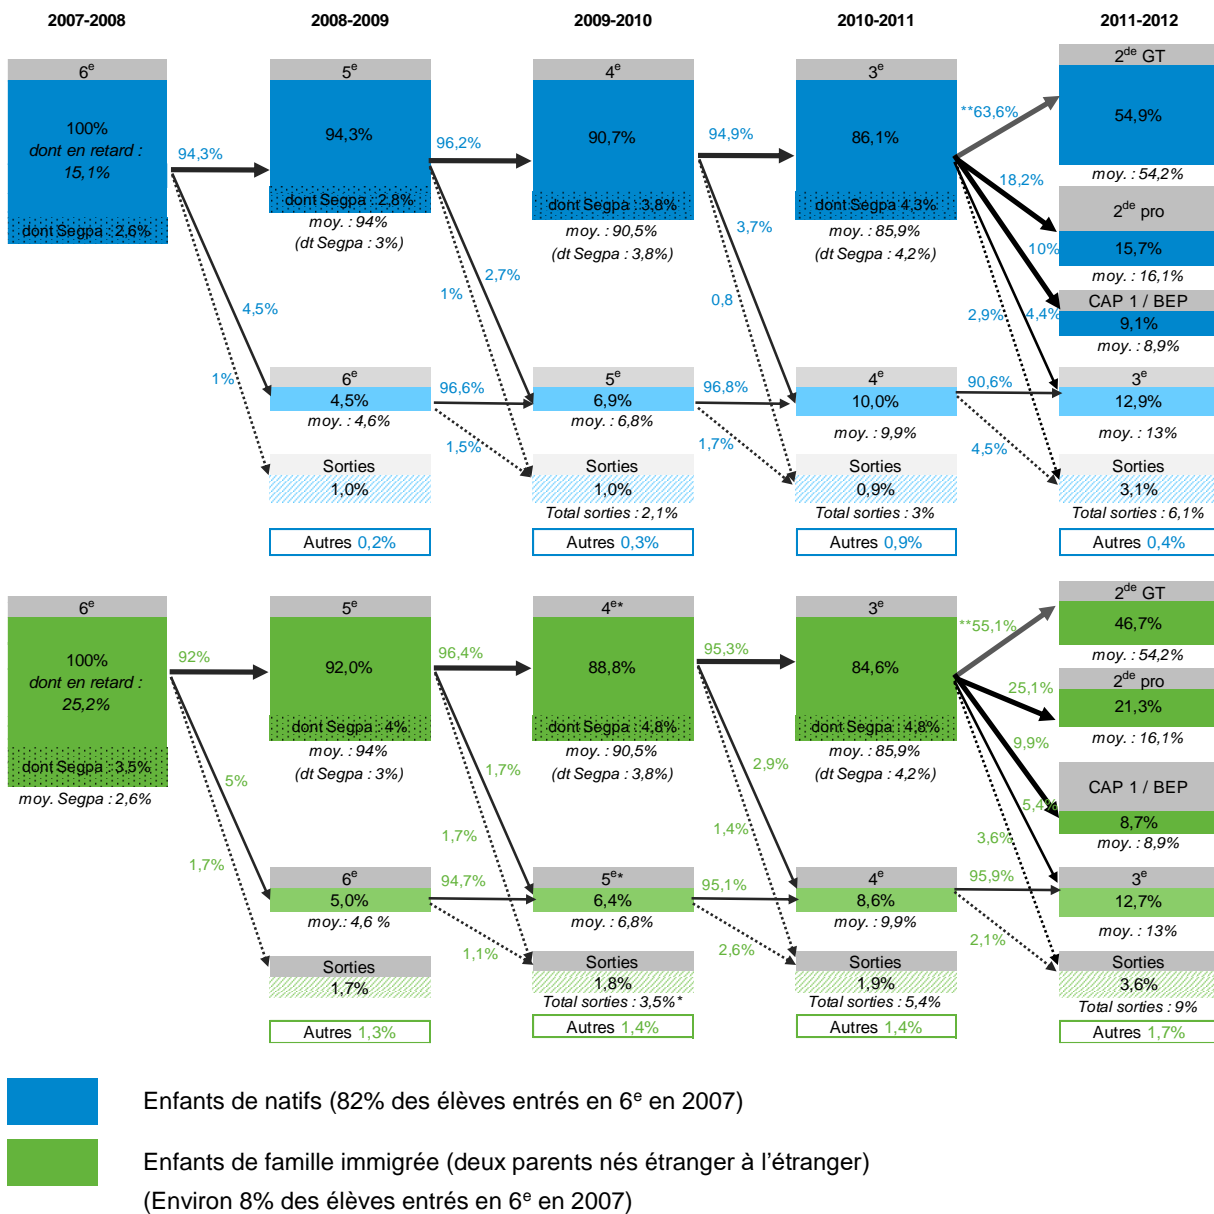 2007-2008 2008-2009 2009-2010 2010-2011 2011-2012
6e 5e 4e 3e 2de GT
100%
dont en retard :
15,1%
dont Segpa : 2,6%
94,3%
4,5%
1%
94,3%
dont Segpa : 2,8%
moy. : 94%
(dt Segpa : 3%)
96,2%
2,7%
1%
90,7%
dont Segpa : 3,8%
moy. : 90,5%
(dt Segpa : 3,8%)
94,9%
3,7%
0,8
86,1%
dont Segpa 4,3%
moy. : 85,9%
(dt Segpa : 4,2%)
**63,6%
18,2%
10%
4,4%
2,9%
54,9%
moy. : 54,2%
2de pro
15,7%
moy. : 16,1%
CAP 1 / BEP
9,1%
moy. : 8,9%
6e
4,5%
moy. : 4,6%
96,6%
1,5%
5e
6,9%
moy. : 6,8%
96,8%
1,7%
4e
10,0%
moy. : 9,9%
90,6%
4,5%
3e
12,9%
moy. : 13%
Sorties
1,0%
Sorties
1,0%
Total sorties : 2,1%
Sorties
0,9%
Total sorties : 3%
Sorties
3,1%
Total sorties : 6,1%
Autres 0,2%
Autres 0,3%
Autres 0,9%
Autres 0,4%
6e 5e 4e* 3e 2de GT
100%
dont en retard :
25,2%
dont Segpa : 3,5%
moy. Segpa : 2,6%
92%
5%
1,7%
92,0%
dont Segpa : 4%
moy. : 94%
(dt Segpa : 3%)
96,4%
1,7%
1,7%
88,8%
dont Segpa : 4,8%
moy. : 90,5%
(dt Segpa : 3,8%)
95,3%
2,9%
1,4%
84,6%
dont Segpa : 4,8%
moy. : 85,9%
(dt Segpa : 4,2%)
**55,1%
25,1%
9,9%
5,4%
3,6%
46,7%
moy. : 54,2%
2de pro
21,3%
moy. : 16,1%
CAP 1 / BEP
8,7%
moy. : 8,9%
6e
5,0%
moy.: 4,6 %
94,7%
1,1%
5e*
6,4%
moy. : 6,8%
95,1%
2,6%
4e
8,6%
moy. : 9,9%
95,9%
2,1%
3e
12,7%
moy. : 13%
Sorties
1,7%
Sorties
1,8%
Total sorties : 3,5%*
Sorties
1,9%
Total sorties : 5,4%
Sorties
3,6%
Total sorties : 9%
Autres 1,3%
Autres 1,4%
Autres 1,4%
Autres 1,7%
Enfants de natifs (82% des élèves entrés en 6e en 2007)
Enfants de famille immigrée (deux parents nés étranger à l'étranger)
(Environ 8% des élèves entrés en 6e en 2007)